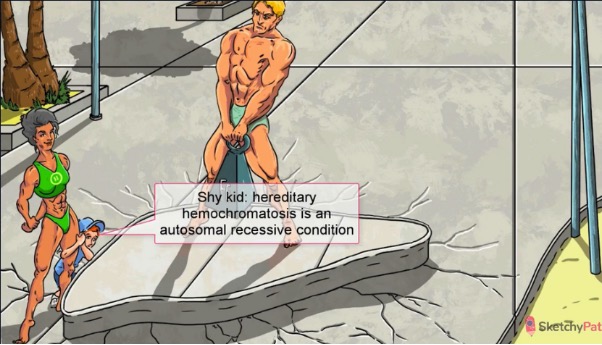 Shy kid: hereditary
hemochromatosis is an
autosomal recessive condition
SketchyPat